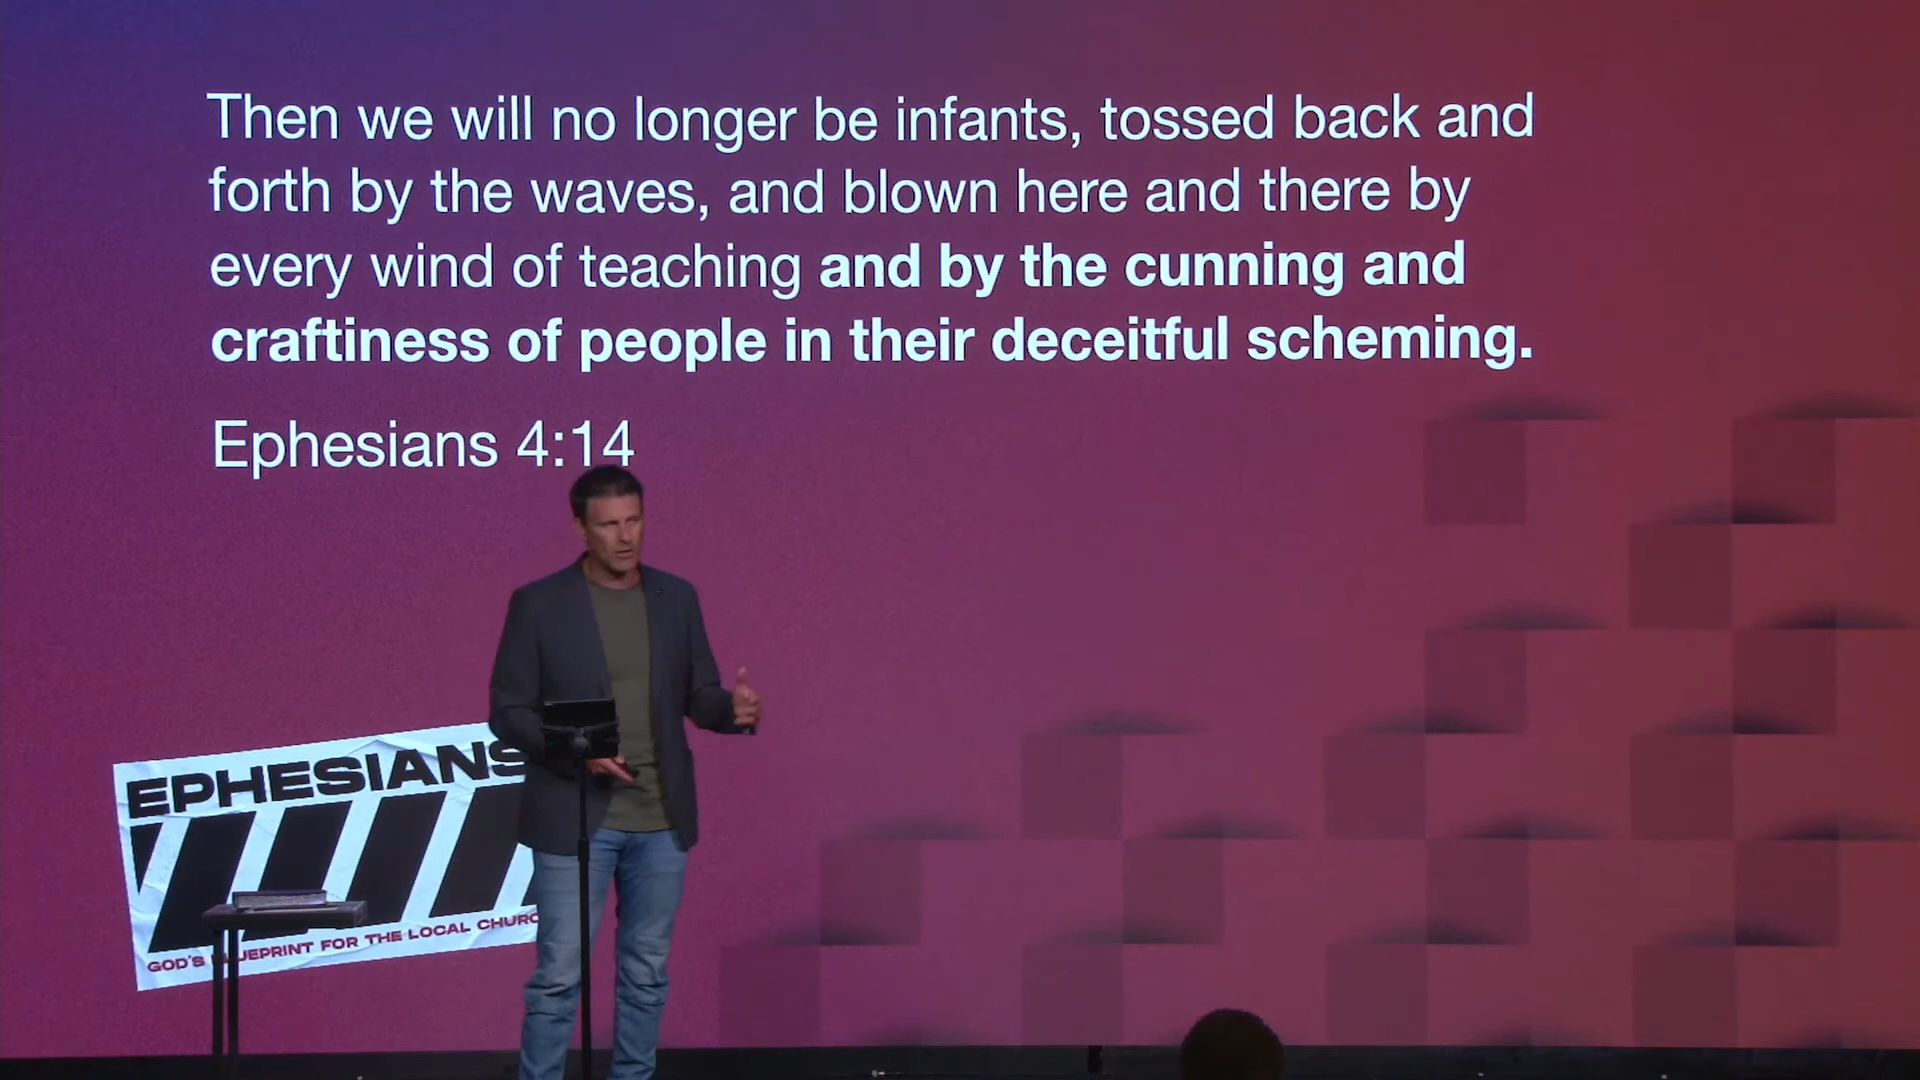 Then we will no longer be infants, tossed back and
forth by the waves, and blown here and there by
every wind of teaching and by the cunning and
craftiness of people in their deceitful scheming.
Ephesians 4:14
EPHESIANS
GOD'S BLUEPRINT FOR THE LOCAL CHURC